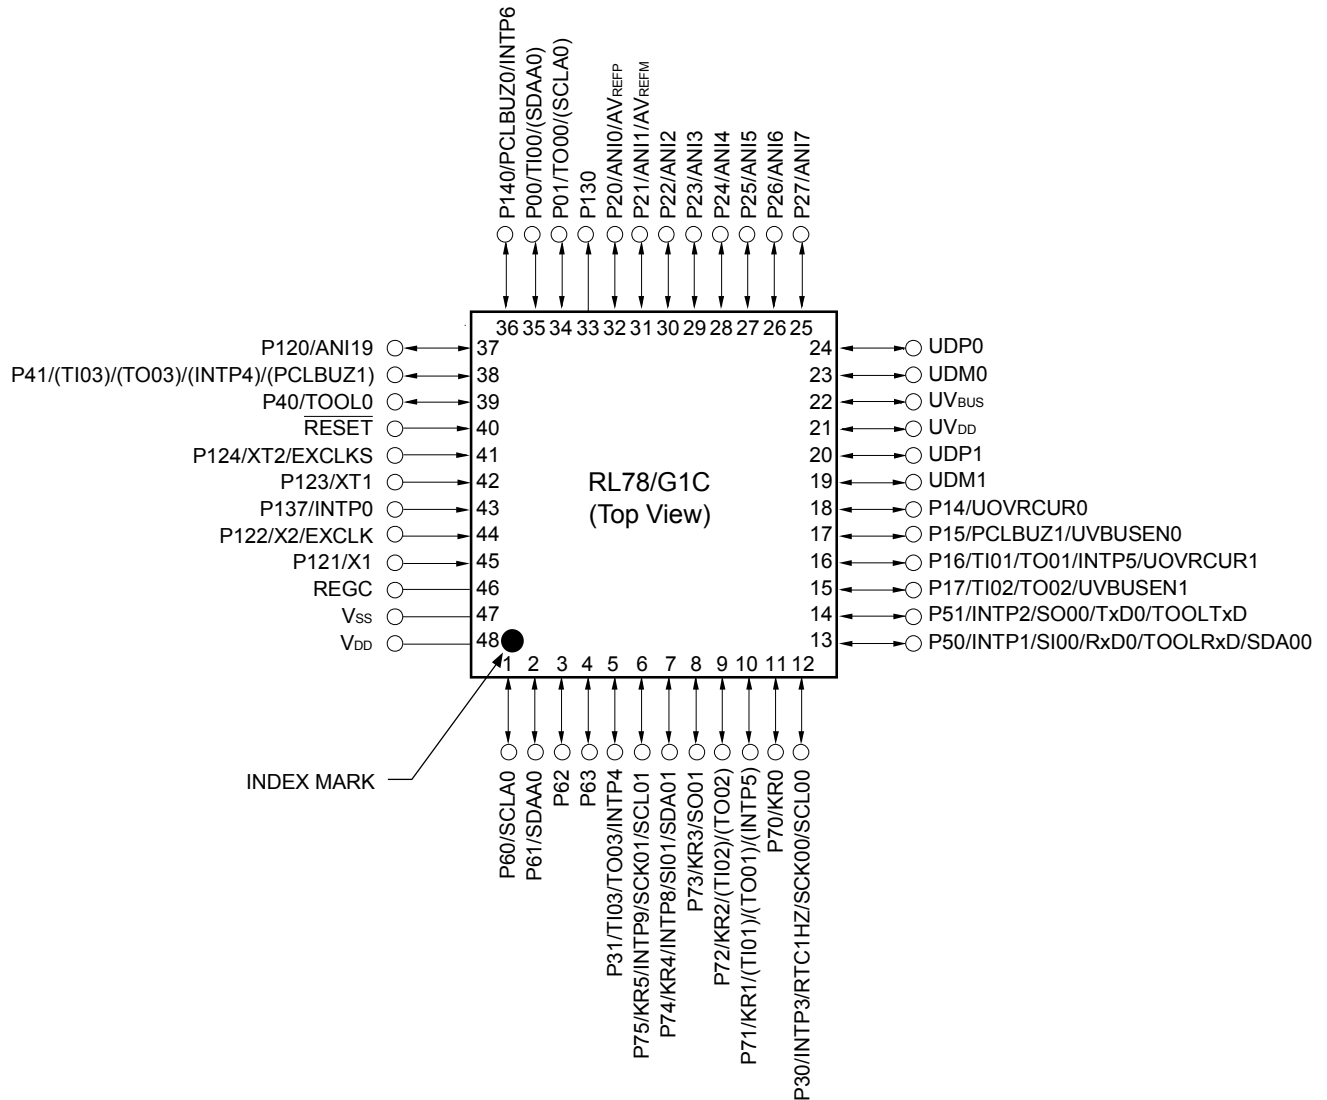 P140/PCLBUZ0/INTP6
P00/TI00/(SDAA0)
P01/TO00/(SCLA0)
P130
P20/ANI0/AVREFP
P21/ANI1/AVREFM
P22/ANI2
P23/ANI3
P24/ANI4
P25/ANI5
P26/ANI6
P27/ANI7
36 35 34 33 32 31 30 29 28 27 26 25
P120/ANI19 37
P41/(TI03)/(TO03)/(INTP4)/(PCLBUZ1) 38
P40/TOOL0 39
RESET 40
P124/XT2/EXCLKS 41
P123/XT1 42
P137/INTP0 43
P122/X2/EXCLK 44
P121/X1 45
REGC 46
VSS 47
VDD 48
RL78/G1C
(Top View)
24 UDP0
23 UDM0
22 UVBUS
21 UVDD
20 UDP1
19 UDM1
18 P14/UOVRCUR0
17 P15/PCLBUZ1/UVBUSEN0
16 P16/TI01/TO01/INTP5/UOVRCUR1
15 P17/TI02/TO02/UVBUSEN1
14 P51/INTP2/SO00/TxD0/TOOLTxD
13 P50/INTP1/SI00/RxD0/TOOLRxD/SDA00
1 2 3 4 5 6 7 8 9 10 11 12
INDEX MARK
P60/SCLA0
P61/SDAA0
P62
P63
P31/TI03/TO03/INTP4
P75/KR5/INTP9/SCK01/SCL01
P74/KR4/INTP8/SI01/SDA01
P73/KR3/SO01
P72/KR2/(TI02)/(TO02)
P71/KR1/(TI01)/(TO01)/(INTP5)
P70/KR0
P30/INTP3/RTC1HZ/SCK00/SCL00